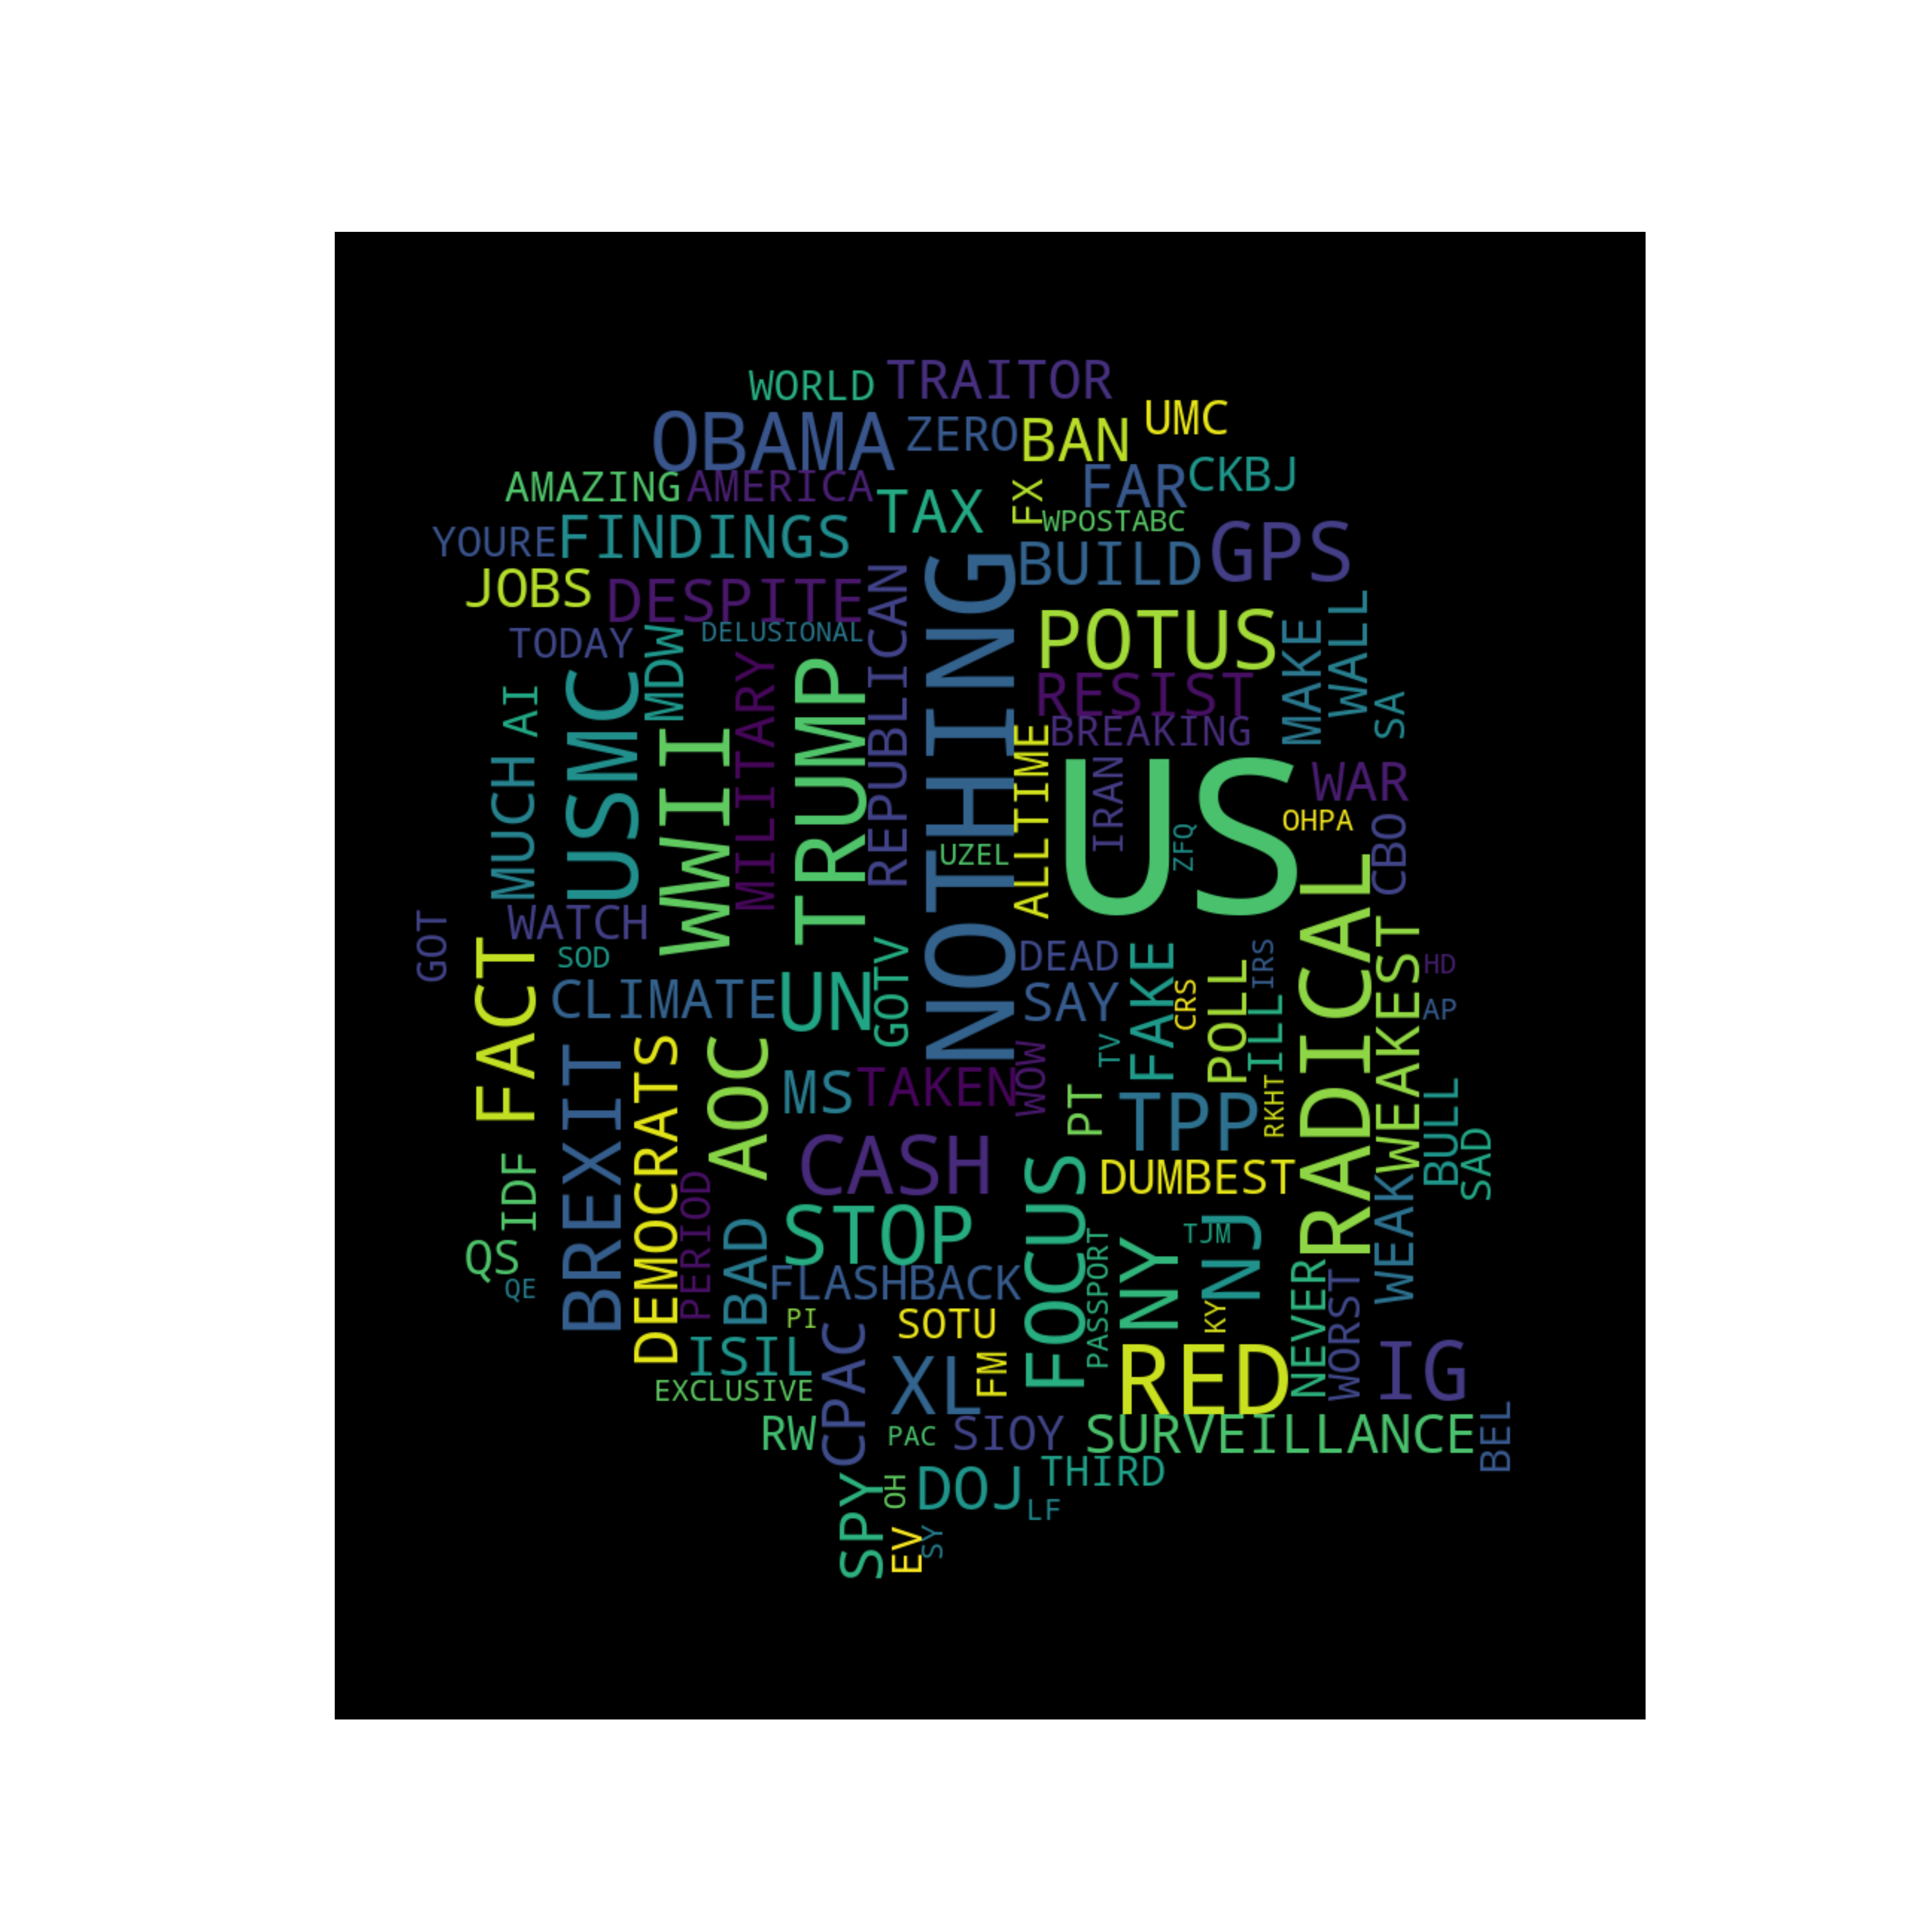 WORLD
TRAITOR
UMC
OBAMA
ZERO
BAN
FAR
CKBJ
AMAZING
AMERICA
TAX
FX
WPOSTABC
YOURE
FINDINGS
BUILD
GPS
JOBS
DESPITE
REPUBLICAN
NOTHING
DELUSIONAL
TODAY
MDW
POTUS
MAKE
WALL
RESIST
BREAKING
SA
AI
USMC
MILITARY
TRUMP
WWII
ALLTIME
MUCH
US
IRAN
ZFQ
WAR
OHPA
CBO
UZEL
RADICAL
GOT
WATCH
SOD
FACT
CLIMATE
UN
GOTV
DEAD
SAY
FAKE
CRS
POLL
IRS
ILL
WEAKEST
HD
AP
TV
WOW
BREXIT
DEMOCRATS
AOC
MS
TAKEN
PT
TPP
RKHT
BULL
SAD
CASH
DUMBEST
IDF
PERIOD
BAD
STOP
FOCUS
PASSPORT
NY
TJM
NJ
WEAK
QS
QE
FLASHBACK
PI
SOTU
KY
NEVER
WORST
ISIL
CPAC
XL
FM
RED
IG
EXCLUSIVE
RW
PAC
SIOY
SURVEILLANCE
BEL
SPY
OH
DOJ
THIRD
LF
EV
SY